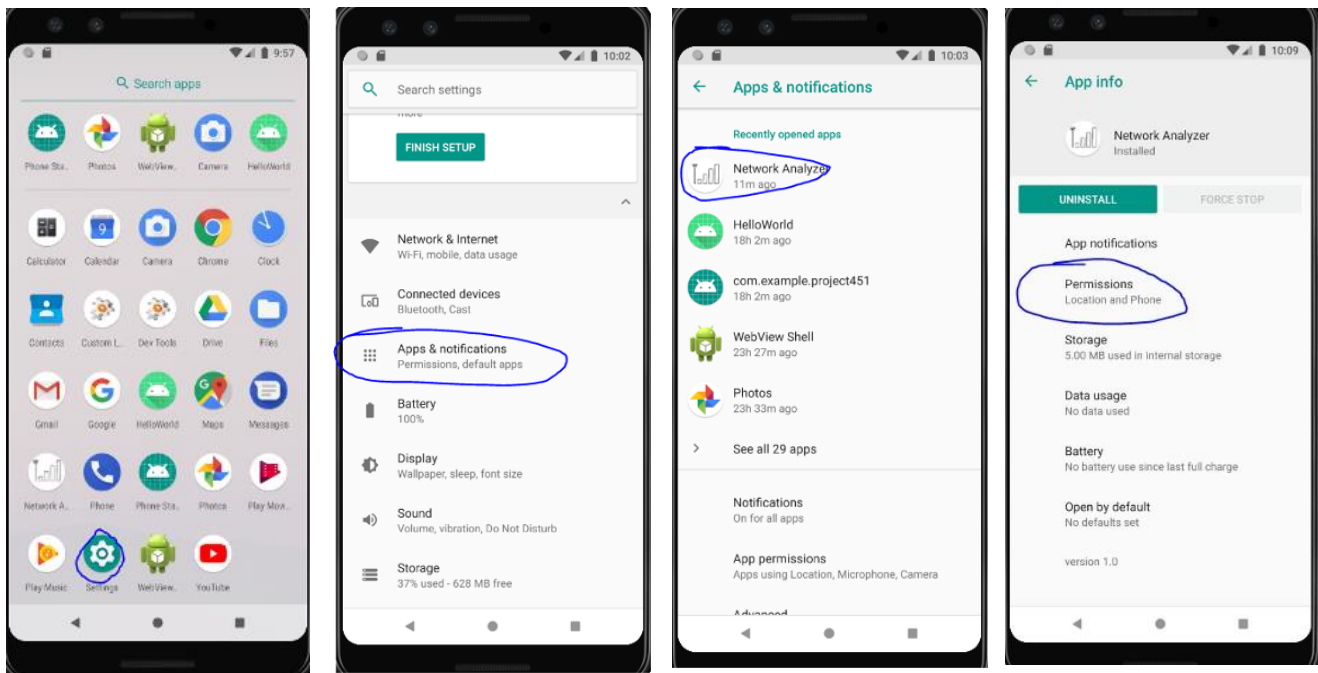 9:57
Search apps
Phone Sta..
Photos
WebView..
Camera
HelloWorld
Calculator
9
Calendar
Camera
Chrome
Clock
Contacts
Custom L..
Dev Tools
Drive
Files
Gmail
Google
HelloWorld
Maps
Messages
Network A..
Phone
Phone Sta..
Photos
Play Mov..
Play Music
Settings
WebView..
YouTube
10:02
Search settings
more
FINISH SETUP
Network & Internet
Wi-Fi, mobile, data usage
Connected devices
Bluetooth, Cast
Apps & notifications
Permissions, default apps
Battery
100%
Display
Wallpaper, sleep, font size
Sound
Volume, vibration, Do Not Disturb
Storage
37% used - 628 MB free
10:03
Apps & notifications
Recently opened apps
Network Analyzer
11m ago
HelloWorld
18h 2m ago
com.example.project451
18h 2m ago
WebView Shell
23h 27m ago
Photos
23h 33m ago
See all 29 apps
Notifications
On for all apps
App permissions
Apps using Location, Microphone, Camera
Advanced
10:09
App info
Network Analyzer
Installed
UNINSTALL
FORCE STOP
App notifications
Permissions
Location and Phone
Storage
5.00 MB used in internal storage
Data usage
No data used
Battery
No battery use since last full charge
Open by default
No defaults set
version 1.0